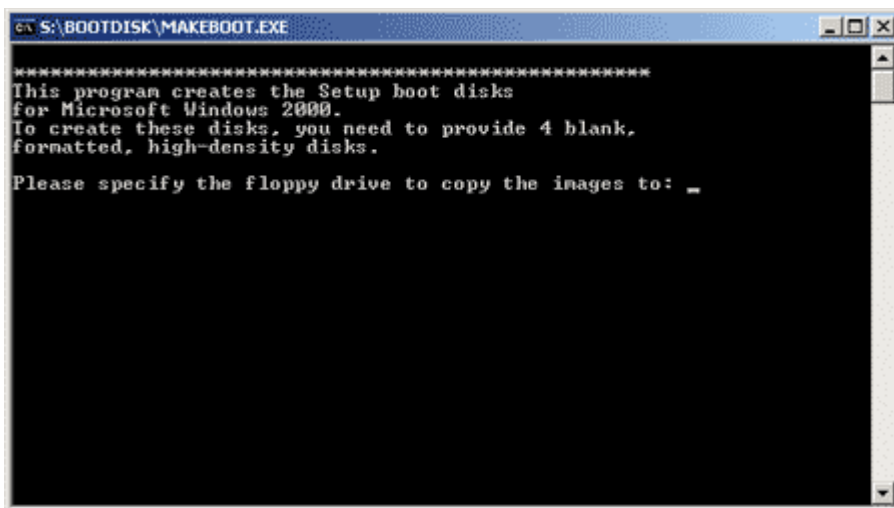 S:\BOOTDISK\MAKEBOOT.EXE
*****************************************************
This program creates the Setup boot disks
for Microsoft Windows 2000.
To create these disks, you need to provide 4 blank,
formatted, high-density disks.
Please specify the floppy drive to copy the images to: _